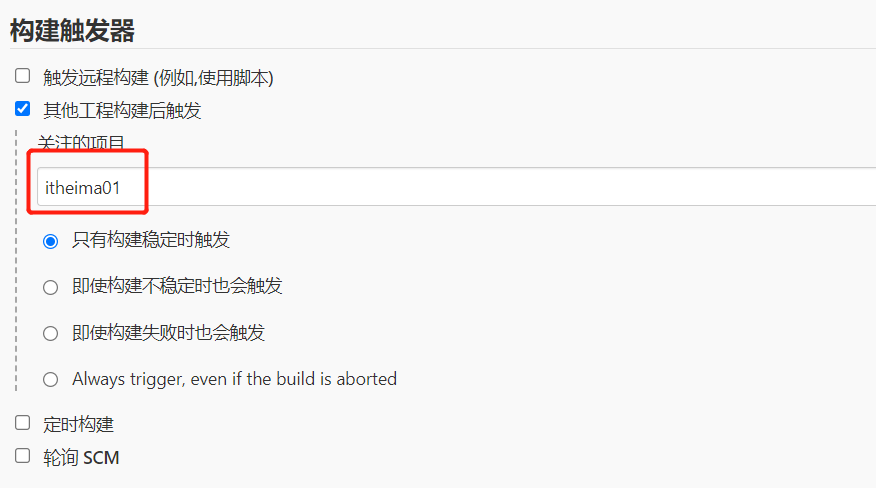 构建触发器
触发远程构建 (例如,使用脚本)
其他工程构建后触发
关注的项目
itheima01
只有构建稳定时触发
即使构建不稳定时也会触发
即使构建失败时也会触发
Always trigger, even if the build is aborted
定时构建
轮询 SCM